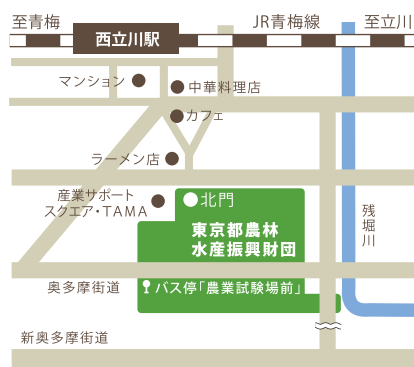 至青梅
西立川駅
JR青梅線
至立川
マンション
中華料理店
カフェ
ラーメン店
産業サポート
スクエア・TAMA
北門
東京都農林
水産振興財団
残堀川
奥多摩街道
バス停「農業試験場前」
新奥多摩街道